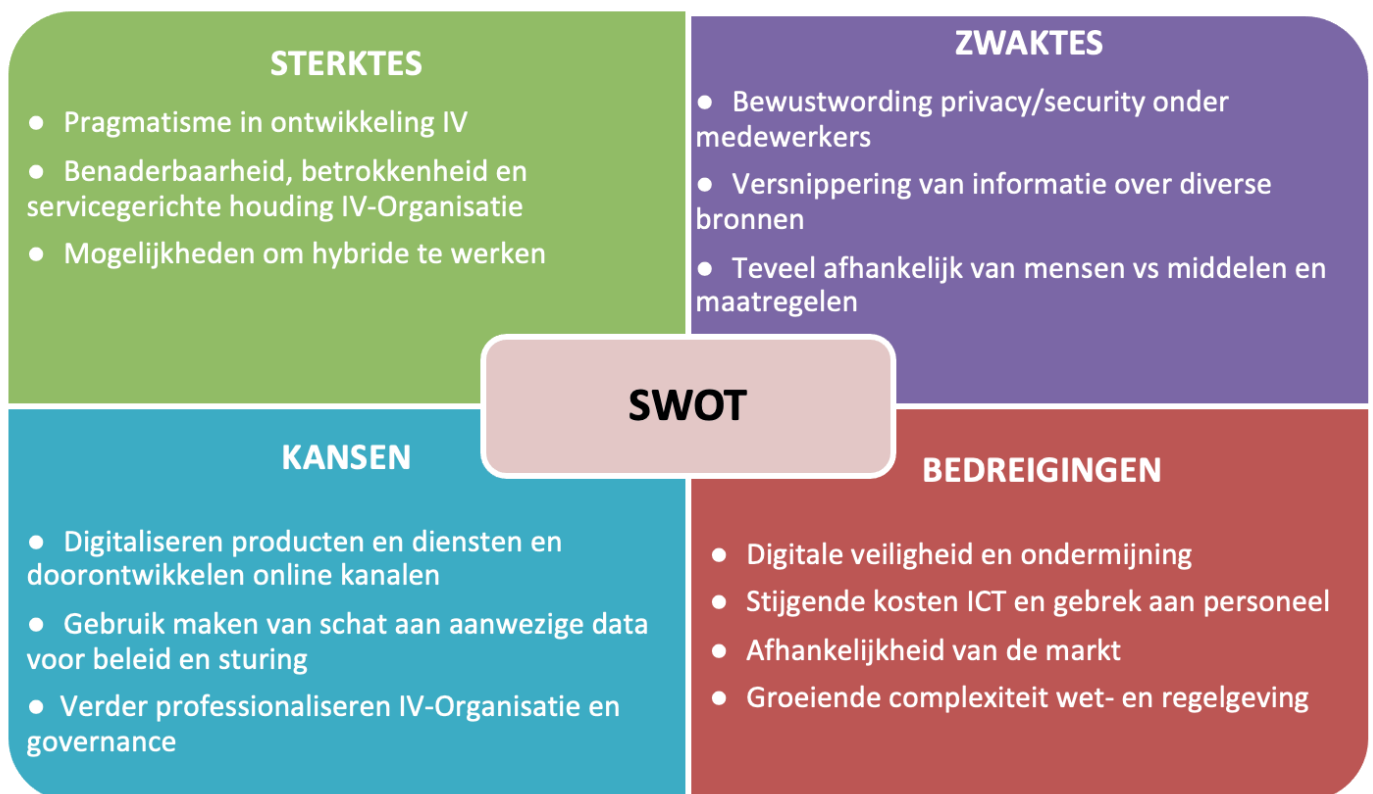 STERKTES
● Pragmatisme in ontwikkeling IV
● Benaderbaarheid, betrokkenheid en
servicegerichte houding IV-Organisatie
● Mogelijkheden om hybride te werken
ZWAKTES
● Bewustwording privacy/security onder
medewerkers
● Versnippering van informatie over diverse
bronnen
● Teveel afhankelijk van mensen vs middelen en
maatregelen
SWOT
KANSEN
● Digitaliseren producten en diensten en
doorontwikkelen online kanalen
● Gebruik maken van schat aan aanwezige data
voor beleid en sturing
● Verder professionaliseren IV-Organisatie en
governance
BEDREIGINGEN
● Digitale veiligheid en ondermijning
● Stijgende kosten ICT en gebrek aan personeel
● Afhankelijkheid van de markt
● Groeiende complexiteit wet- en regelgeving